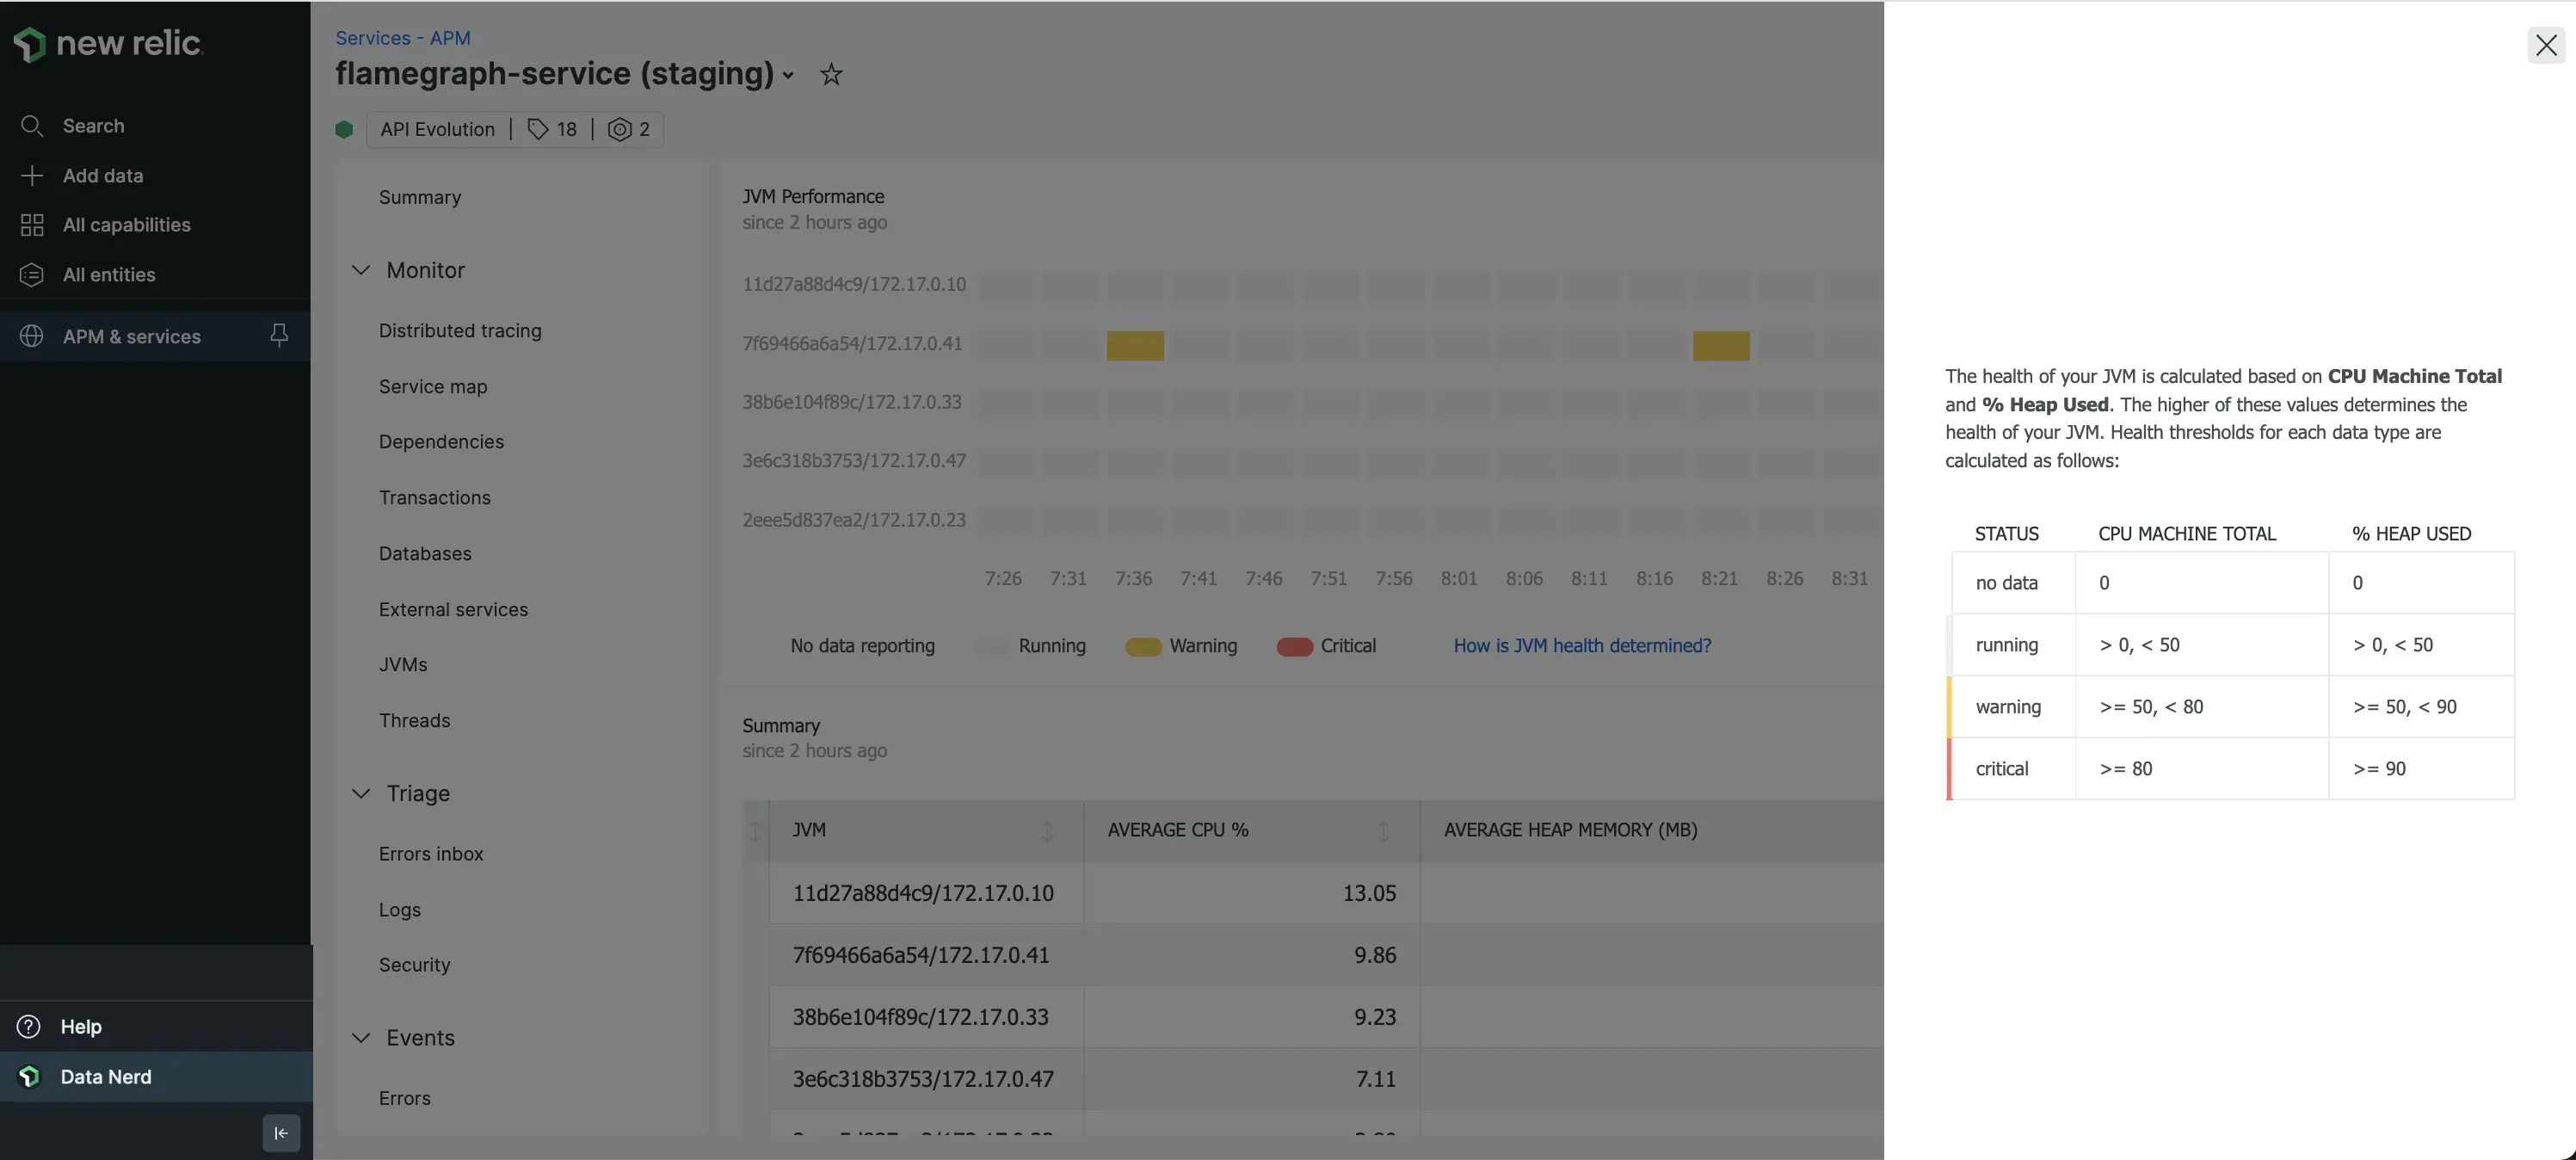 new relic
Search
Add data
All capabilities
All entities
APM & services
Help
Data Nerd
Services - APM
flamegraph-service (staging)
API Evolution | 18 | 2
Summary
Monitor
Distributed tracing
Service map
Dependencies
Transactions
Databases
External services
JVMs
Threads
Triage
Errors inbox
Logs
Security
Events
Errors
JVM Performance
since 2 hours ago
11d27a88d4c9/172.17.0.10
7f69466a6a54/172.17.0.41
38b6e104f89c/172.17.0.33
3e6c318b3753/172.17.0.47
2eee5d837ea2/172.17.0.23
7:26 7:31 7:36 7:41 7:46 7:51 7:56 8:01 8:06 8:11 8:16 8:21 8:26 8:31
No data reporting Running Warning Critical How is JVM health determined?
Summary
since 2 hours ago
JVM AVERAGE CPU % AVERAGE HEAP MEMORY (MB)
11d27a88d4c9/172.17.0.10 13.05
7f69466a6a54/172.17.0.41 9.86
38b6e104f89c/172.17.0.33 9.23
3e6c318b3753/172.17.0.47 7.11
The health of your JVM is calculated based on CPU Machine Total
and % Heap Used. The higher of these values determines the
health of your JVM. Health thresholds for each data type are
calculated as follows:
STATUS CPU MACHINE TOTAL % HEAP USED
no data 0 0
running > 0, < 50 > 0, < 50
warning >= 50, < 80 >= 50, < 90
critical >= 80 >= 90